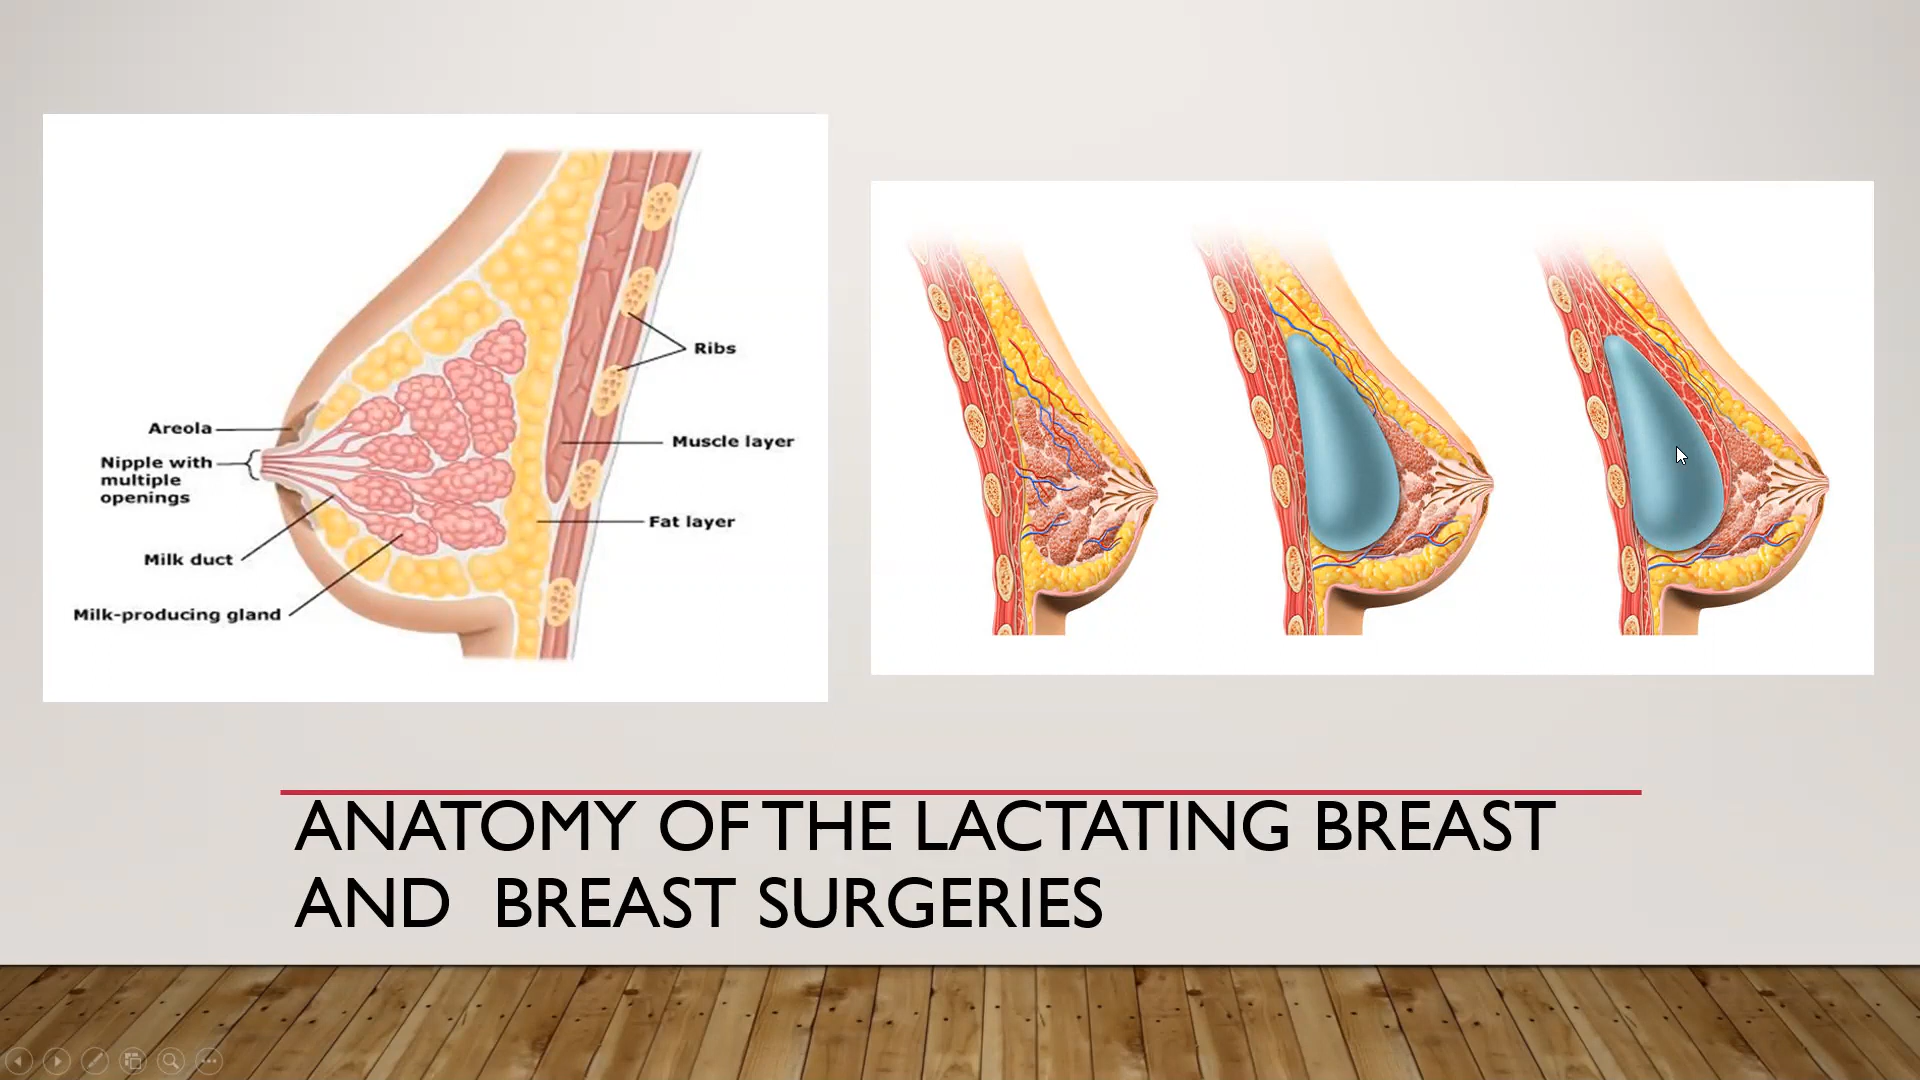 Areola
Nipple with
multiple
openings
Milk duct
Milk-producing gland
Ribs
Muscle layer
Fat layer
ANATOMY OF THE LACTATING BREAST
AND BREAST SURGERIES